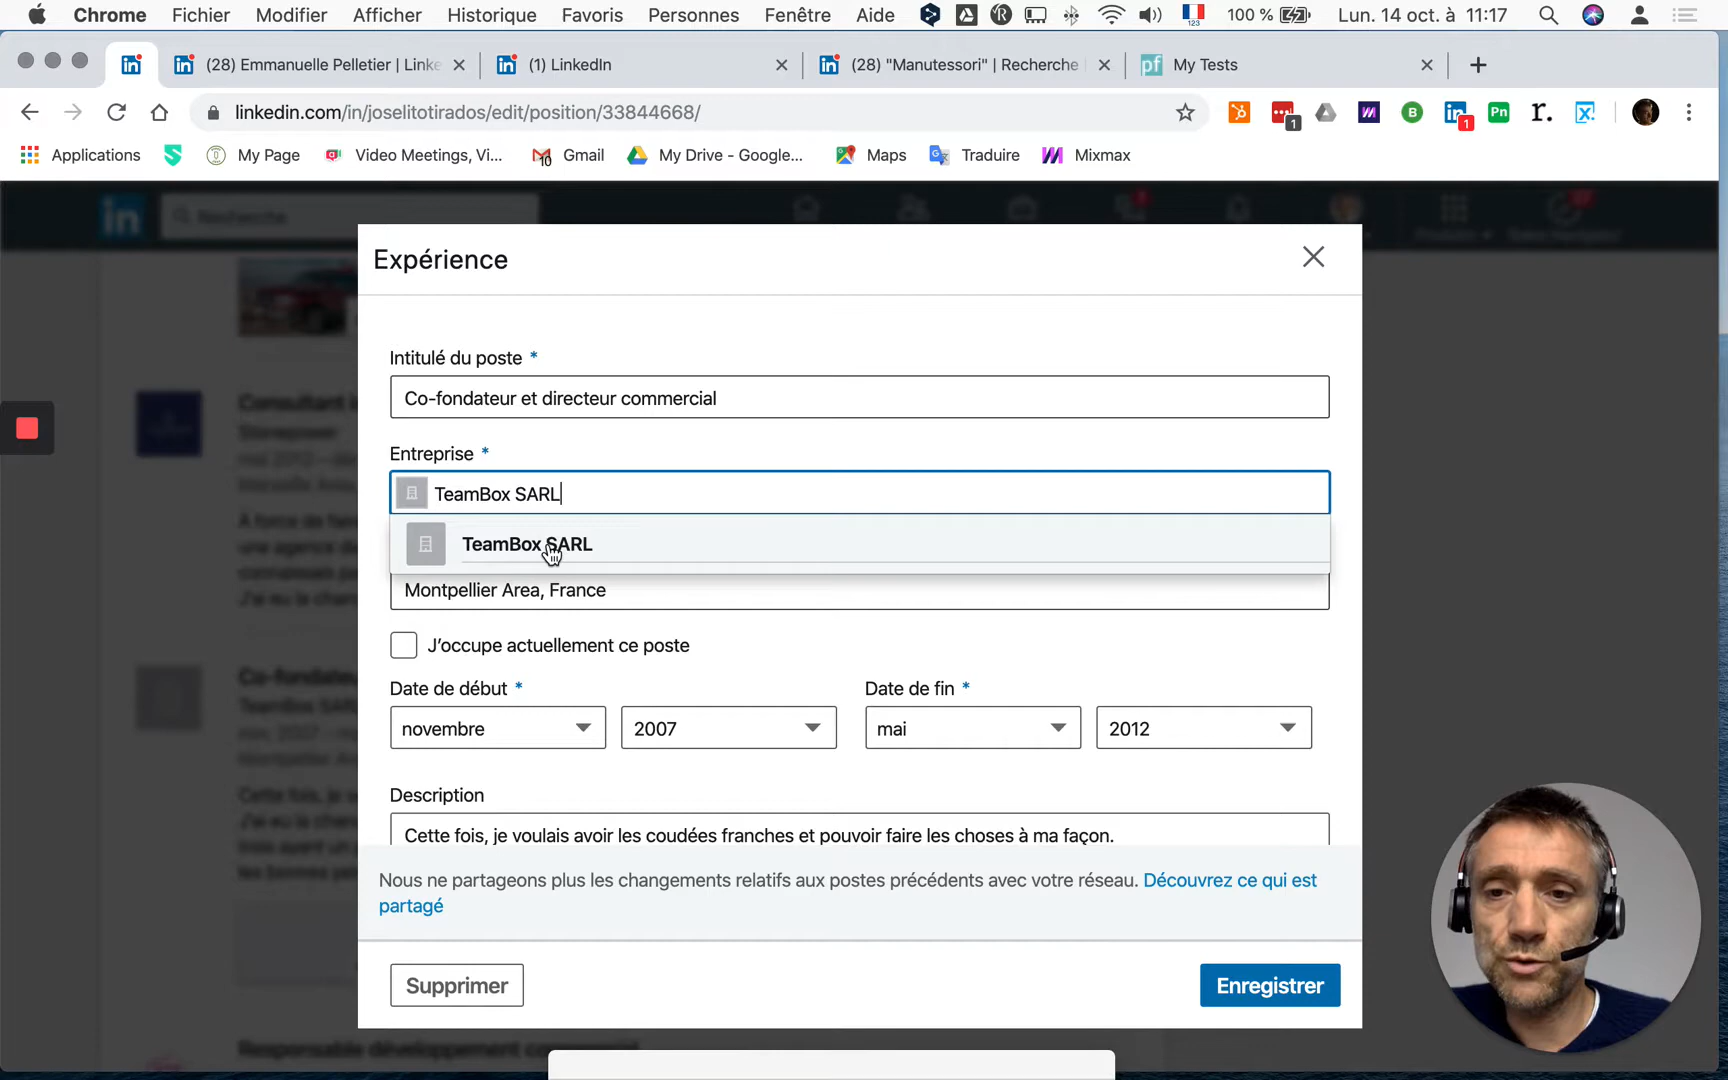 Chrome Fichier Modifier Afficher Historique Favoris Personnes Fenêtre Aide 123 100 % Lun. 14 oct. à 11:17
(28) Emmanuelle Pelletier | Linke (1) LinkedIn (28) "Manutessori" | Recherche My Tests
linkedin.com/in/joselitotirados/edit/position/33844668/
Applications My Page Video Meetings, Vi... Gmail My Drive - Google... Maps Traduire Mixmax
Recherche
Expérience
Intitulé du poste *
Co-fondateur et directeur commercial
Entreprise *
TeamBox SARL
TeamBox SARL
Montpellier Area, France
J'occupe actuellement ce poste
Date de début * Date de fin *
novembre 2007 mai 2012
Description
Cette fois, je voulais avoir les coudées franches et pouvoir faire les choses à ma façon.
Nous ne partageons plus les changements relatifs aux postes précédents avec votre réseau. Découvrez ce qui est
partagé
Supprimer Enregistrer
Responsable développement commercial